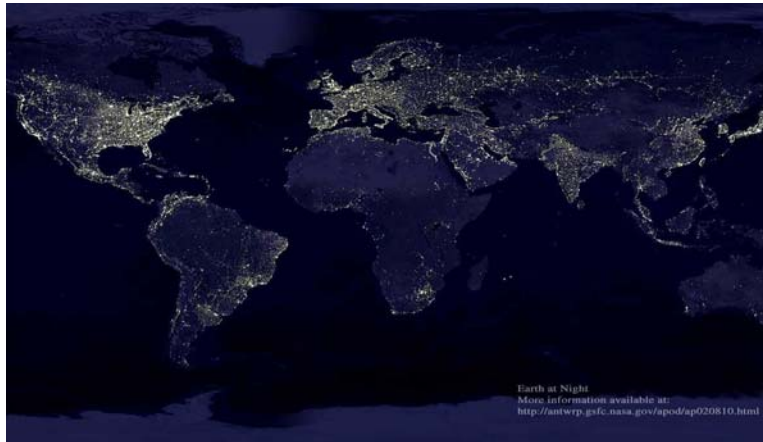 Earth at Night
More information available at:
http://antwrp.gsfc.nasa.gov/apod/ap020810.html